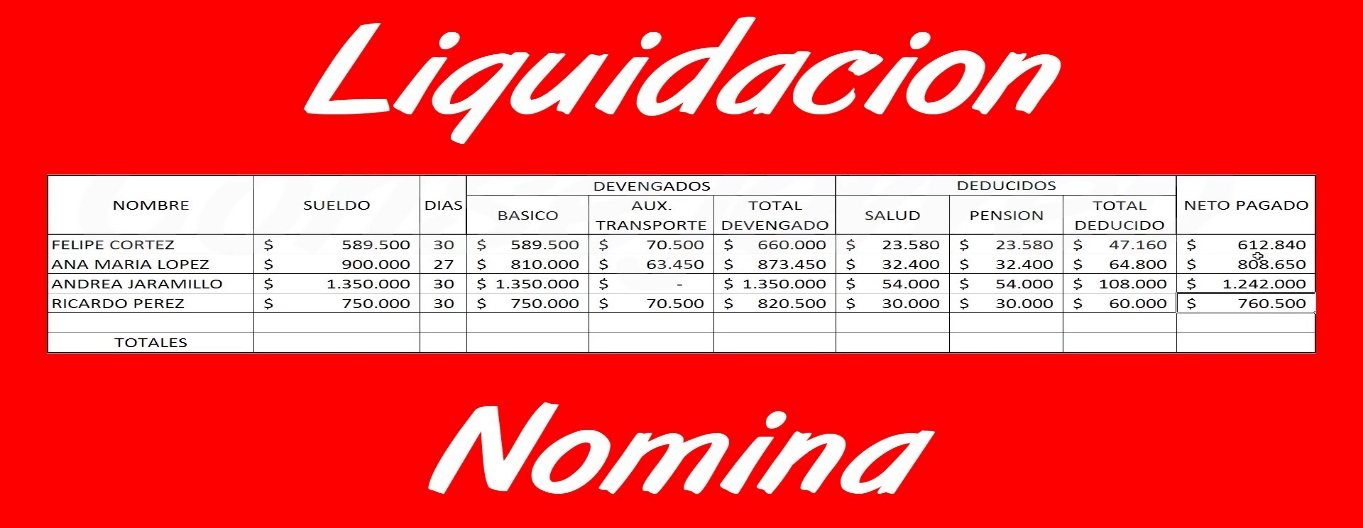 Liquidacion
NOMBRE SUELDO DIAS DEVENGADOS DEDUCIDOS NETO PAGADO
BASICO AUX. TRANSPORTE TOTAL DEVENGADO SALUD PENSION TOTAL DEDUCIDO
FELIPE CORTEZ $ 589.500 30 $ 589.500 $ 70.500 $ 660.000 $ 23.580 $ 23.580 $ 47.160 $ 612.840
ANA MARIA LOPEZ $ 900.000 27 $ 810.000 $ 63.450 $ 873.450 $ 32.400 $ 32.400 $ 64.800 $ 808.650
ANDREA JARAMILLO $ 1.350.000 30 $ 1.350.000 $ - $ 1.350.000 $ 54.000 $ 54.000 $ 108.000 $ 1.242.000
RICARDO PEREZ $ 750.000 30 $ 750.000 $ 70.500 $ 820.500 $ 30.000 $ 30.000 $ 60.000 $ 760.500
TOTALES
Nomina